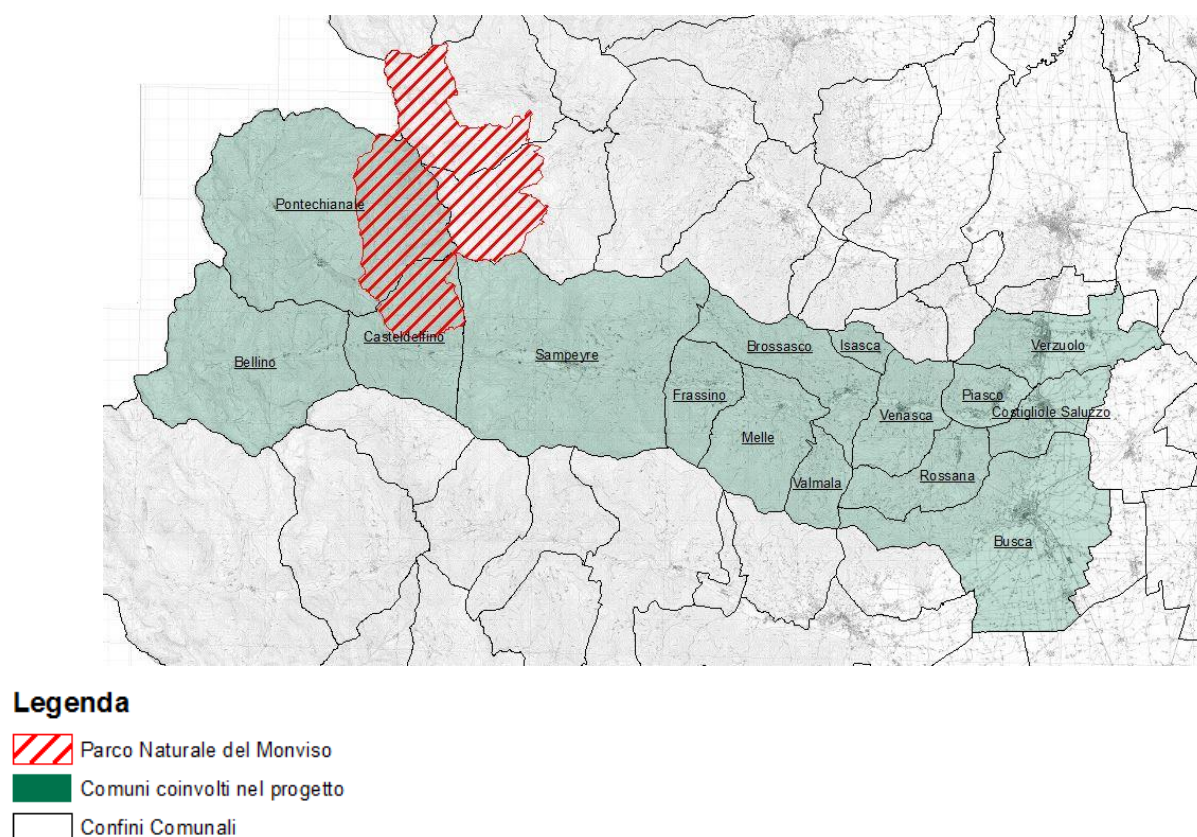 Pontechianale
Casteldelfino
Bellino
Sampeyre
Brossasco
Isasca
Verzuolo
Frassino
Piasco
Venasca
Costigliole Saluzzo
Melle
Valmala
Rossana
Busca
Legenda
Parco Naturale del Monviso
Comuni coinvolti nel progetto
Confini Comunali